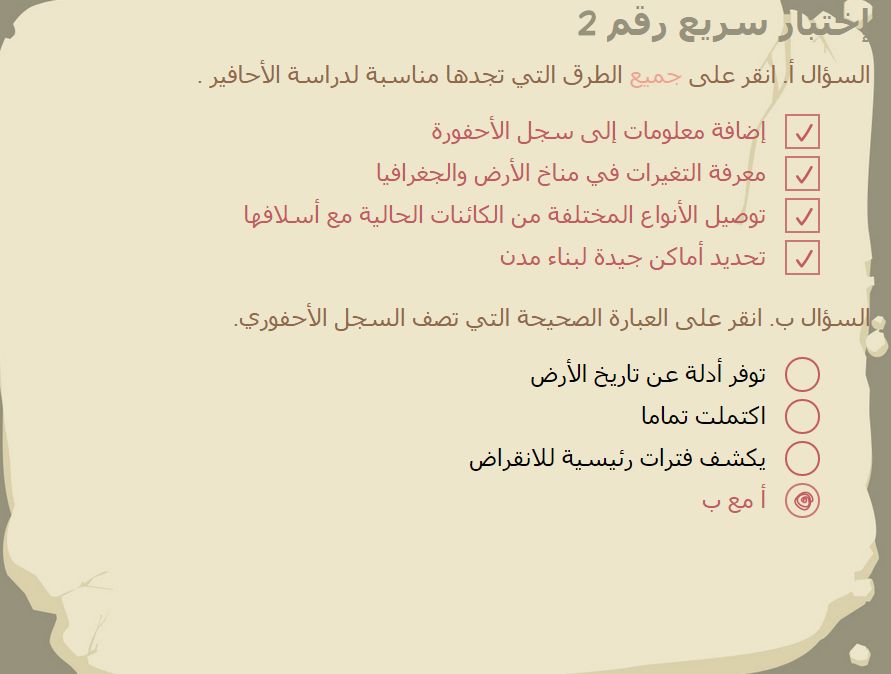 إختبار سريع رقم 2
السؤال أ. انقر على جميع الطرق التي تجدها مناسبة لدراسة الأحافير .
إضافة معلومات إلى سجل الأحفورة
معرفة التغيرات في مناخ الأرض والجغرافيا
توصيل الأنواع المختلفة من الكائنات الحالية مع أسلافها
تحديد أماكن جيدة لبناء مدن
السؤال ب. انقر على العبارة الصحيحة التي تصف السجل الأحفوري.
توفر أدلة عن تاريخ الأرض
اكتملت تماما
يكشف فترات رئيسية للانقراض
أ مع ب